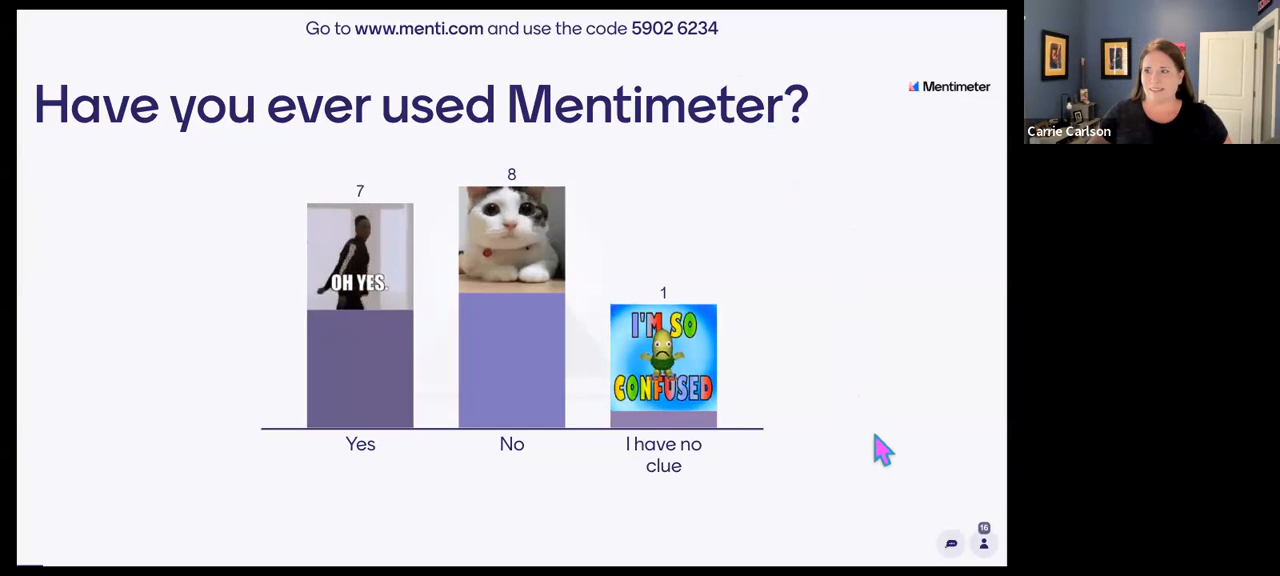 Go to www.menti.com and use the code 5902 6234
Have you ever used Mentimeter?
Mentimeter
Carrie Carlson
7
8
1
OH YES.
I'M SO
CONFUSED
Yes
No
I have no
clue
16